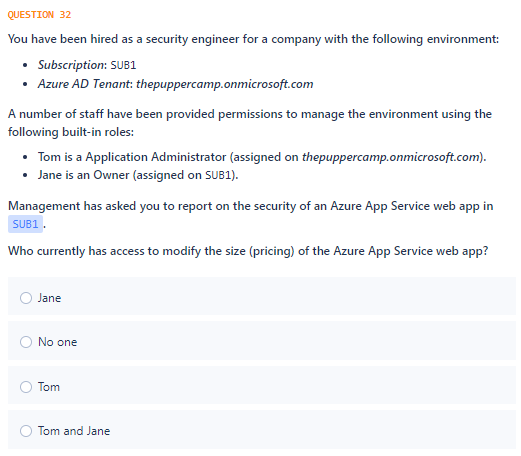 QUESTION 32
You have been hired as a security engineer for a company with the following environment:
• Subscription: SUB1
• Azure AD Tenant: thepuppercamp.onmicrosoft.com
A number of staff have been provided permissions to manage the environment using the
following built-in roles:
• Tom is a Application Administrator (assigned on thepuppercamp.onmicrosoft.com).
• Jane is an Owner (assigned on SUB1).
Management has asked you to report on the security of an Azure App Service web app in
SUB1 .
Who currently has access to modify the size (pricing) of the Azure App Service web app?
Jane
No one
Tom
Tom and Jane